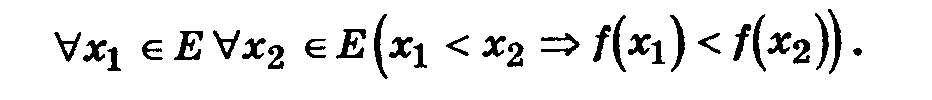 ∀x₁ ∈ E ∀x₂ ∈ E(x₁ < x₂ ⇒ f(x₁) < f(x₂)).